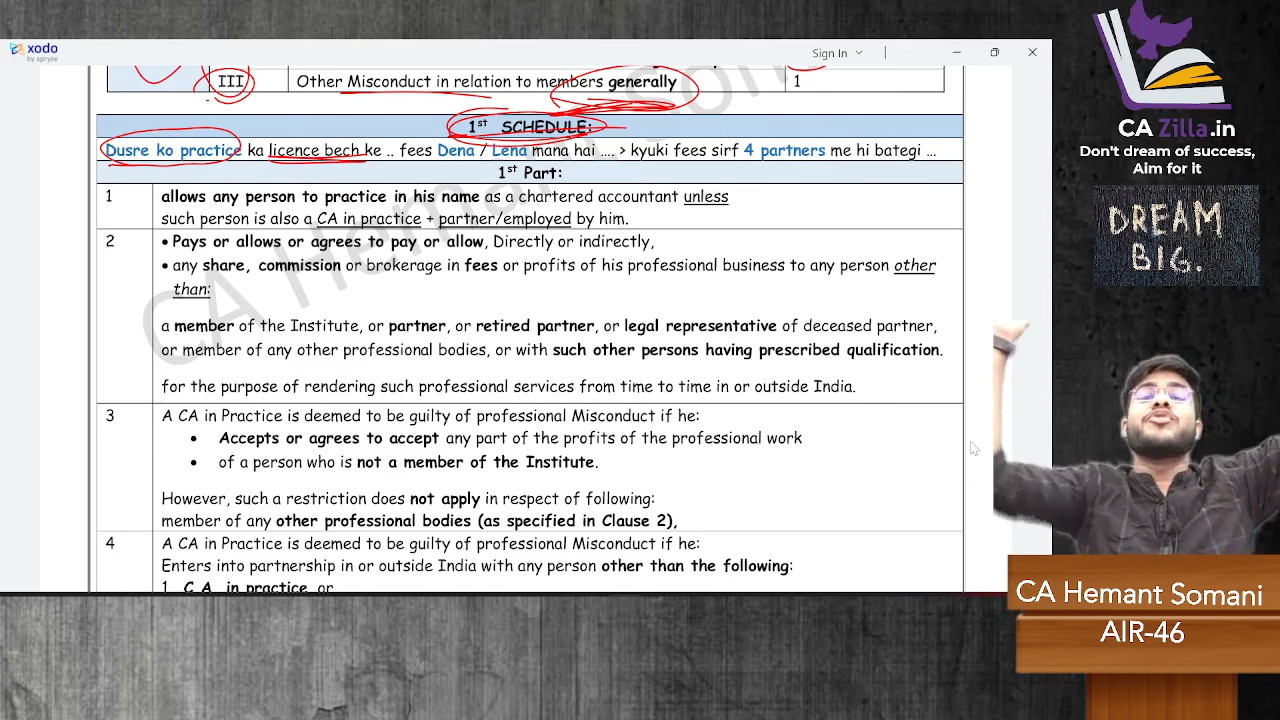 xodo
by apryse
Sign In
III
Other Misconduct in relation to members generally
1
1st SCHEDULE:
Dusre ko practice ka licence bech ke .. fees Dena / Lena mana hai .... > kyuki fees sirf 4 partners me hi bategi ...
1st Part:
1
allows any person to practice in his name as a chartered accountant unless
such person is also a CA in practice + partner/employed by him.
2
• Pays or allows or agrees to pay or allow, Directly or indirectly,
• any share, commission or brokerage in fees or profits of his professional business to any person other
than:
a member of the Institute, or partner, or retired partner, or legal representative of deceased partner,
or member of any other professional bodies, or with such other persons having prescribed qualification.
for the purpose of rendering such professional services from time to time in or outside India.
3
A CA in Practice is deemed to be guilty of professional Misconduct if he:
• Accepts or agrees to accept any part of the profits of the professional work
• of a person who is not a member of the Institute.
However, such a restriction does not apply in respect of following:
member of any other professional bodies (as specified in Clause 2),
4
A CA in Practice is deemed to be guilty of professional Misconduct if he:
Enters into partnership in or outside India with any person other than the following:
1 C A in practice or
CA Hemant Som
CA Zilla.in
Don't dream of success,
Aim for it
DREAM
BIG.
CA Hemant Somani
AIR-46